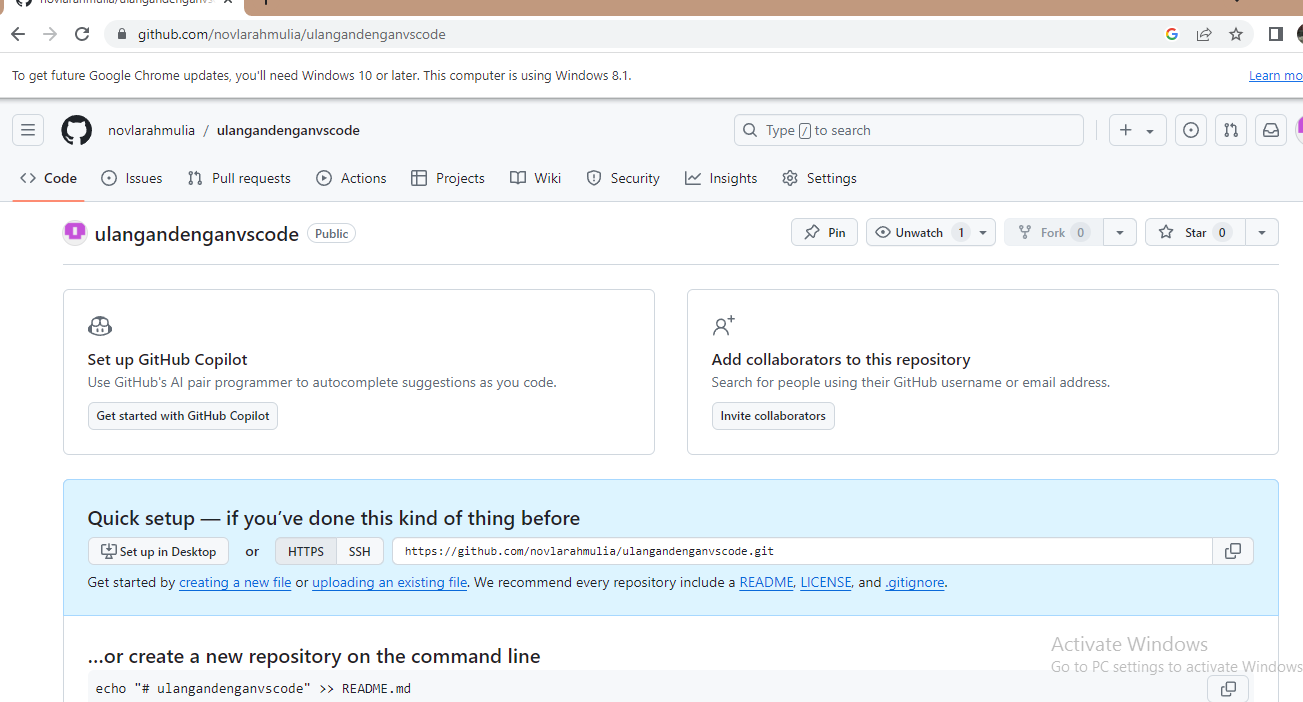 novlarahmulia/ulangandenganvs
github.com/novlarahmulia/ulangandenganvscode
To get future Google Chrome updates, you'll need Windows 10 or later. This computer is using Windows 8.1.
Learn mo
novlarahmulia / ulangandenganvscode
Type / to search
Code
Issues
Pull requests
Actions
Projects
Wiki
Security
Insights
Settings
ulangandenganvscode Public
Pin
Unwatch 1
Fork 0
Star 0
Set up GitHub Copilot
Use GitHub's AI pair programmer to autocomplete suggestions as you code.
Get started with GitHub Copilot
Add collaborators to this repository
Search for people using their GitHub username or email address.
Invite collaborators
Quick setup — if you’ve done this kind of thing before
Set up in Desktop or HTTPS SSH https://github.com/novlarahmulia/ulangandenganvscode.git
Get started by creating a new file or uploading an existing file. We recommend every repository include a README, LICENSE, and .gitignore.
…or create a new repository on the command line
echo "# ulangandenganvscode" >> README.md
Activate Windows
Go to PC settings to activate Windows